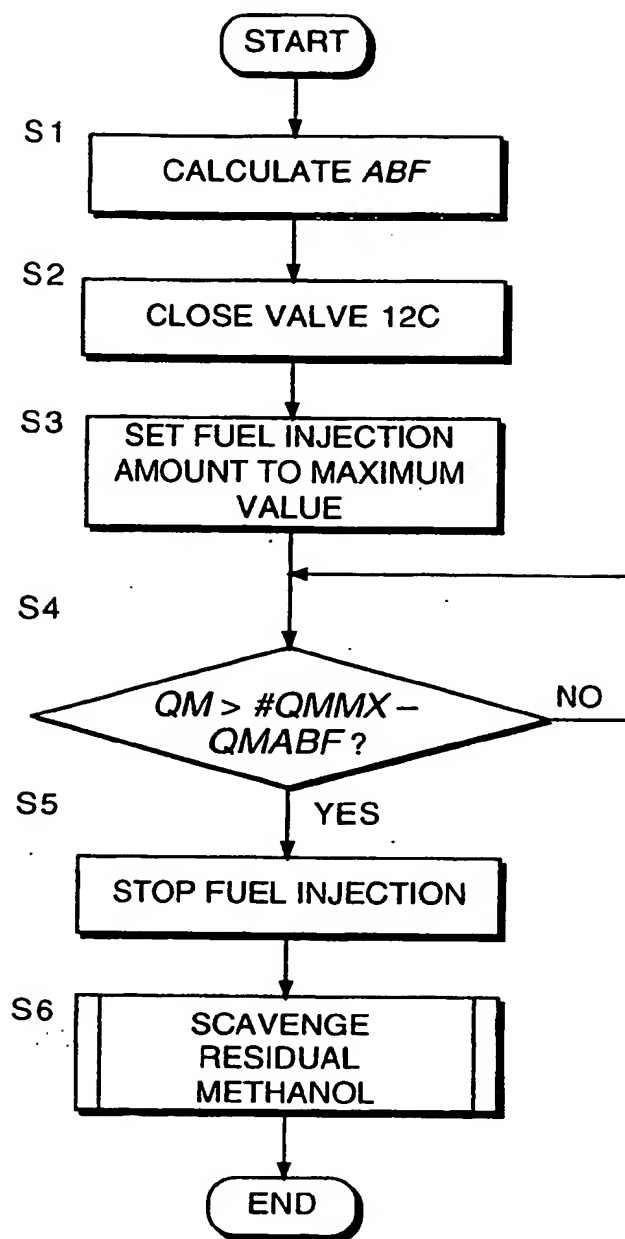 START
S1
CALCULATE ABF
S2
CLOSE VALVE 12C
S3
SET FUEL INJECTION
AMOUNT TO MAXIMUM
VALUE
S4
QM > #QMMX –
QMABF ?
NO
S5
YES
STOP FUEL INJECTION
S6
SCAVENGE
RESIDUAL
METHANOL
END